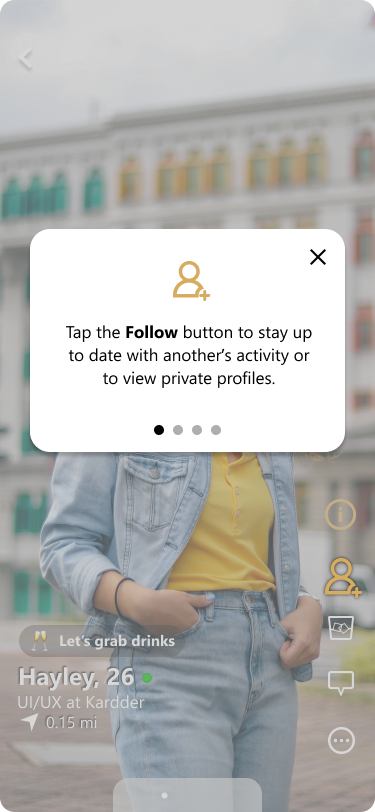 Tap the Follow button to stay up
to date with another's activity or
to view private profiles.
🥂 Let's grab drinks
Hayley, 26
UI/UX at Kardder
0.15 mi